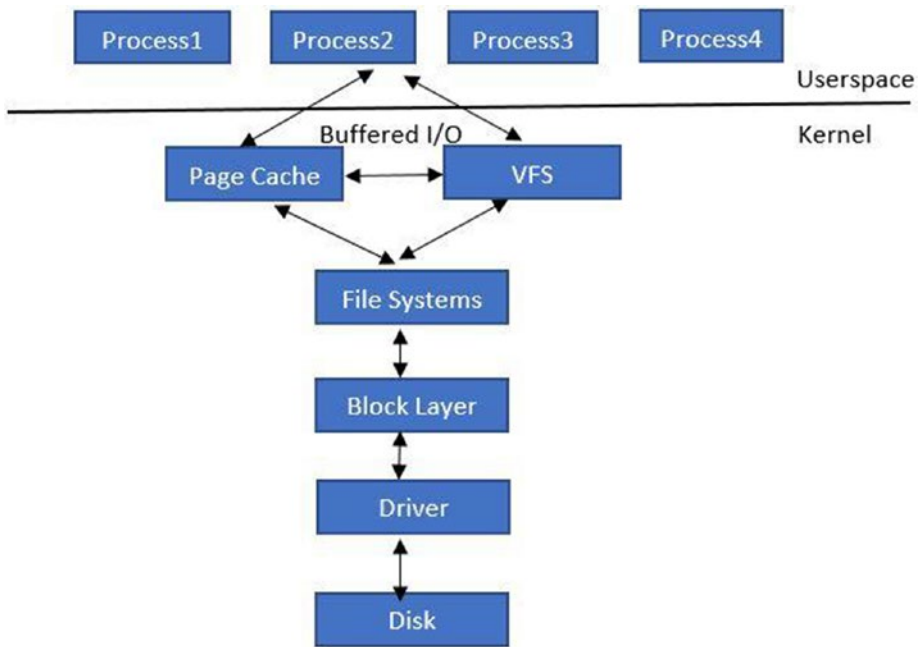 Process1
Process2
Process3
Process4
Userspace
Buffered I/O
Kernel
Page Cache
VFS
File Systems
Block Layer
Driver
Disk